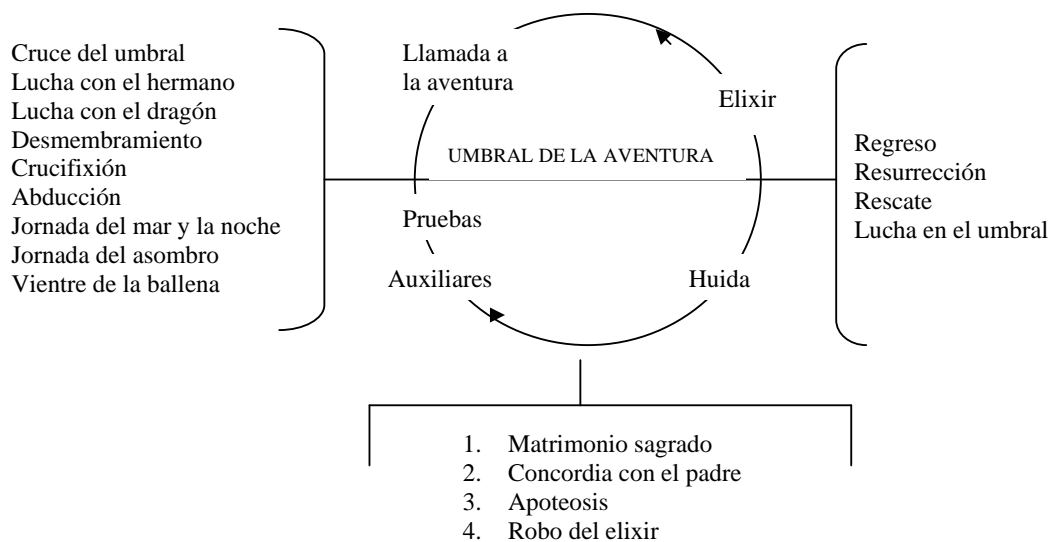 Cruce del umbral
Lucha con el hermano
Lucha con el dragón
Desmembramiento
Crucifixión
Abducción
Jornada del mar y la noche
Jornada del asombro
Vientre de la ballena
Llamada a
la aventura
Elixir
UMBRAL DE LA AVENTURA
Pruebas
Auxiliares
Huida
Regreso
Resurrección
Rescate
Lucha en el umbral
1. Matrimonio sagrado
2. Concordia con el padre
3. Apoteosis
4. Robo del elixir